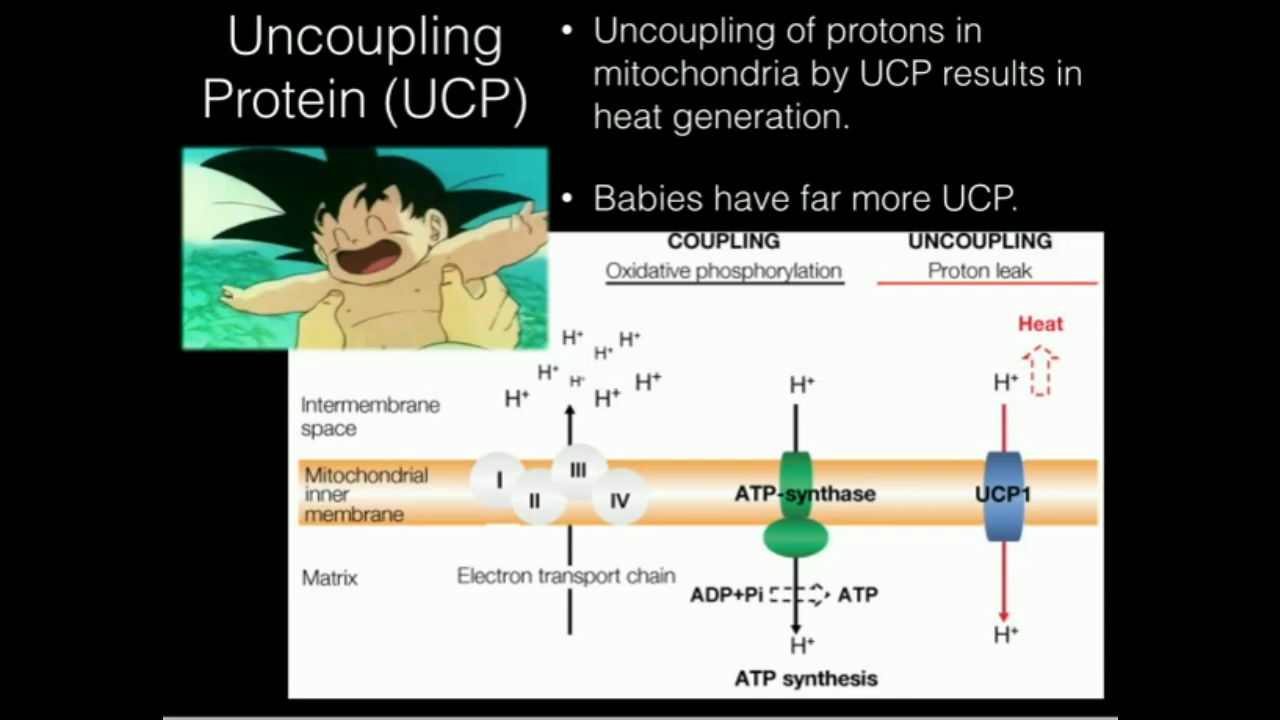 Uncoupling
Protein (UCP)
• Uncoupling of protons in
mitochondria by UCP results in
heat generation.
• Babies have far more UCP.
COUPLING
Oxidative phosphorylation
UNCOUPLING
Proton leak
Heat
H⁺ H⁺
H⁺
H⁺ H⁺ H⁺
H⁺ H⁺
H⁺
H⁺
Intermembrane
space
Mitochondrial
inner
membrane
I
II
III
IV
ATP-synthase
UCP1
Matrix
Electron transport chain
ADP+Pi ATP
H⁺
H⁺
ATP synthesis